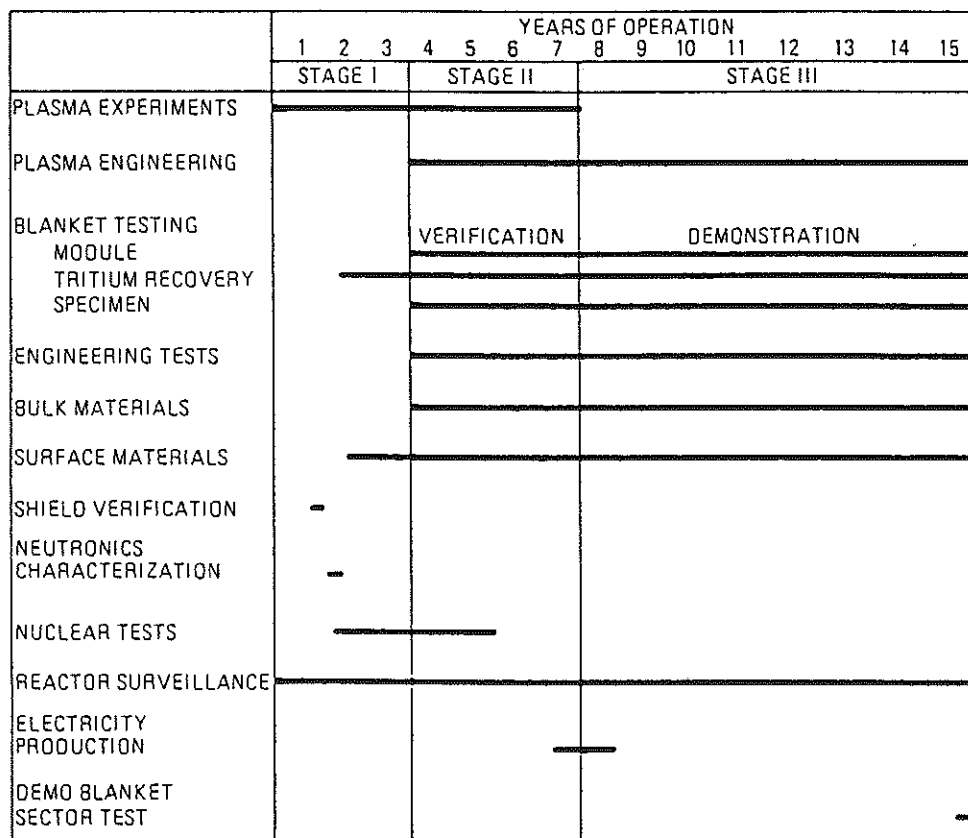 YEARS OF OPERATION
1 2 3 4 5 6 7 8 9 10 11 12 13 14 15
STAGE I STAGE II STAGE III
PLASMA EXPERIMENTS
PLASMA ENGINEERING
BLANKET TESTING
VERIFICATION DEMONSTRATION
MODULE
TRITIUM RECOVERY
SPECIMEN
ENGINEERING TESTS
BULK MATERIALS
SURFACE MATERIALS
SHIELD VERIFICATION
NEUTRONICS
CHARACTERIZATION
NUCLEAR TESTS
REACTOR SURVEILLANCE
ELECTRICITY
PRODUCTION
DEMO BLANKET
SECTOR TEST